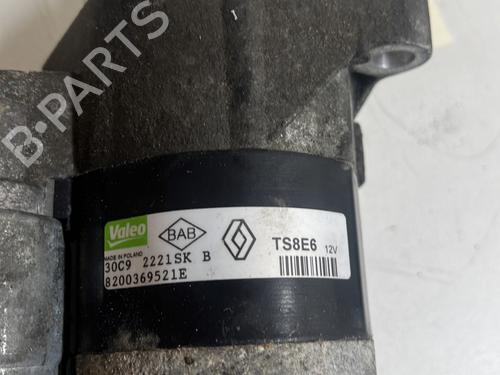 B-PARTS
Valeo BAB TS8E6 12V
MADE IN POLAND
30C9 2221SK B
8200369521E